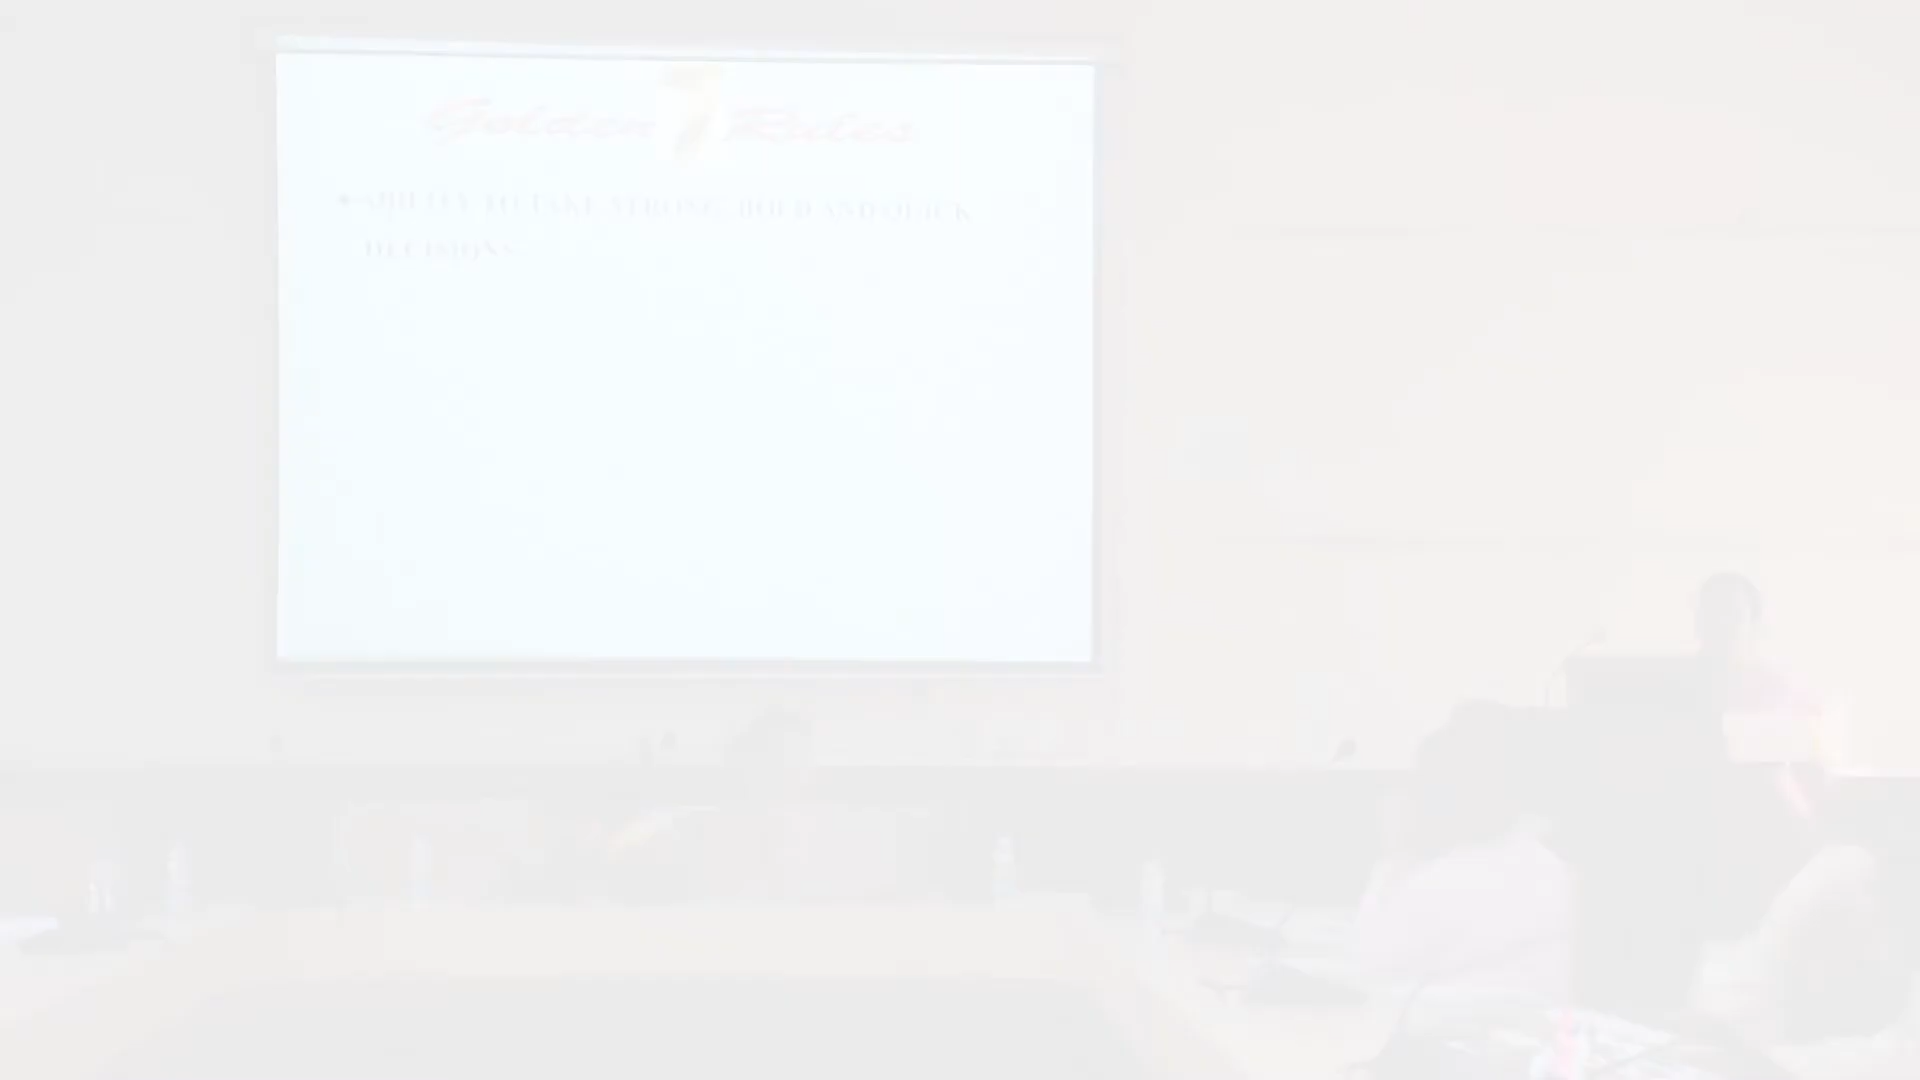 Golden 7 Rules
• ABILITY TO TAKE STRONG, BOLD AND QUICK
DECISIONS